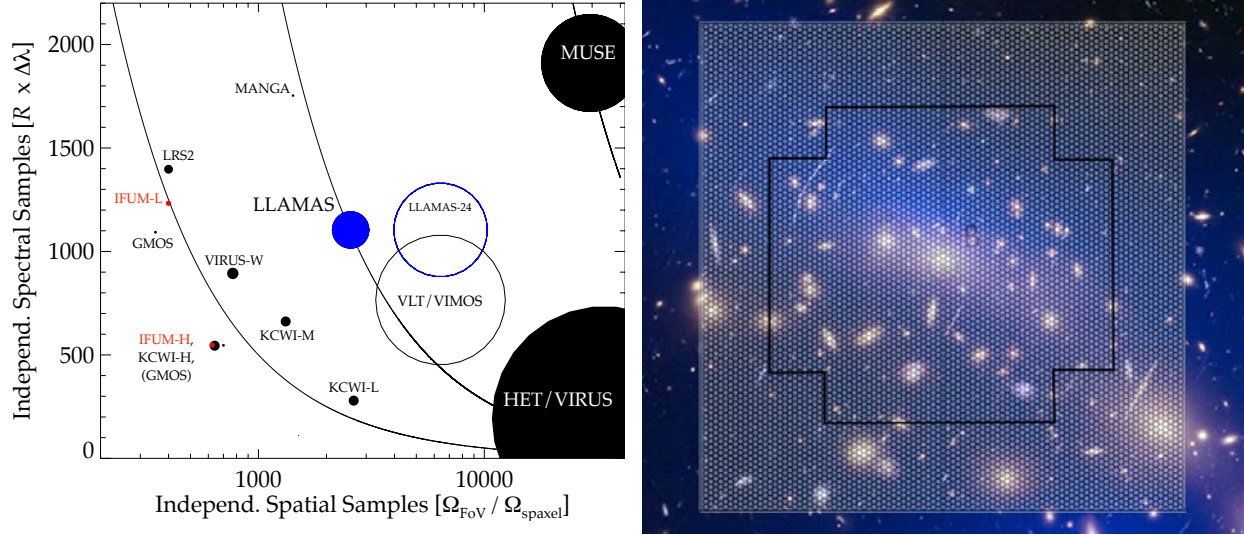 2000
1500
1000
500
0
Independ. Spectral Samples [R x Δλ]
MUSE
MANGA
LRS2
IFUM-L
GMOS
LLAMAS
LLAMAS-24
VIRUS-W
VLT/VIMOS
KCWI-M
IFUM-H,
KCWI-H,
(GMOS)
KCWI-L
HET/VIRUS
1000
10000
Independ. Spatial Samples [Ω_FoV / Ω_spaxel]